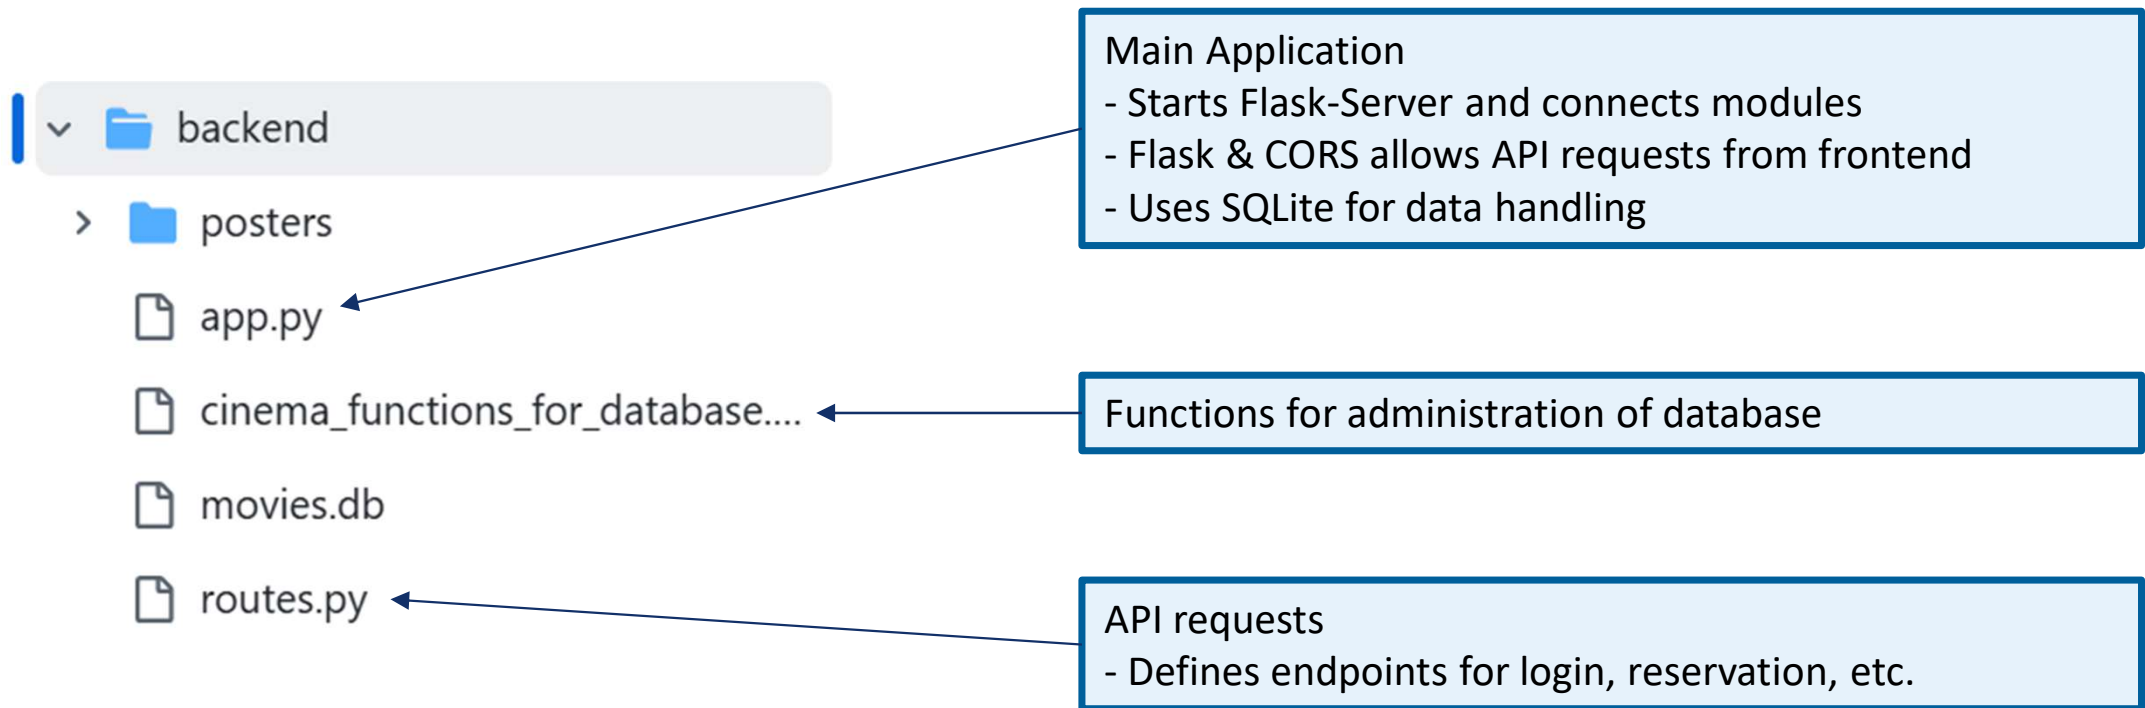 backend
posters
app.py
cinema_functions_for_database....
movies.db
routes.py
Main Application
- Starts Flask-Server and connects modules
- Flask & CORS allows API requests from frontend
- Uses SQLite for data handling
Functions for administration of database
API requests
- Defines endpoints for login, reservation, etc.